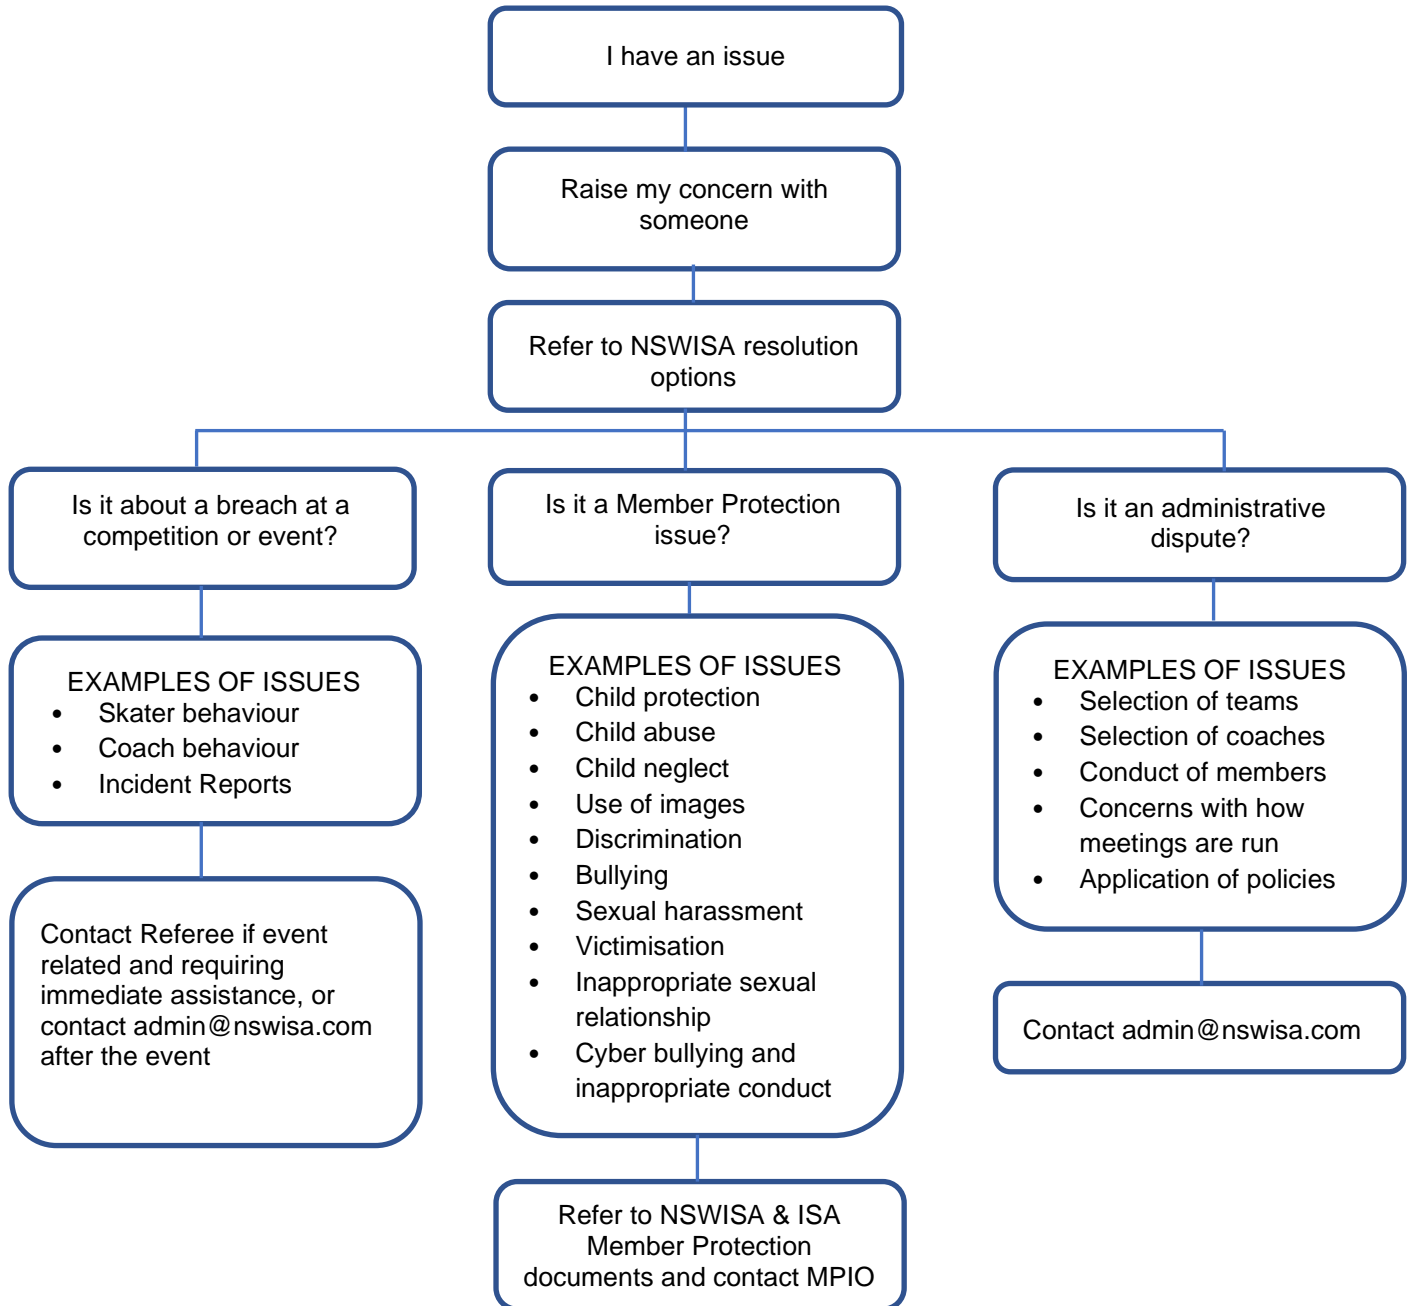 I have an issue
Raise my concern with
someone
Refer to NSWISA resolution
options
Is it about a breach at a
competition or event?
EXAMPLES OF ISSUES
• Skater behaviour
• Coach behaviour
• Incident Reports
Contact Referee if event
related and requiring
immediate assistance, or
contact admin@nswisa.com
after the event
Is it a Member Protection
issue?
EXAMPLES OF ISSUES
• Child protection
• Child abuse
• Child neglect
• Use of images
• Discrimination
• Bullying
• Sexual harassment
• Victimisation
• Inappropriate sexual
relationship
• Cyber bullying and
inappropriate conduct
Refer to NSWISA & ISA
Member Protection
documents and contact MPIO
Is it an administrative
dispute?
EXAMPLES OF ISSUES
• Selection of teams
• Selection of coaches
• Conduct of members
• Concerns with how
meetings are run
• Application of policies
Contact admin@nswisa.com